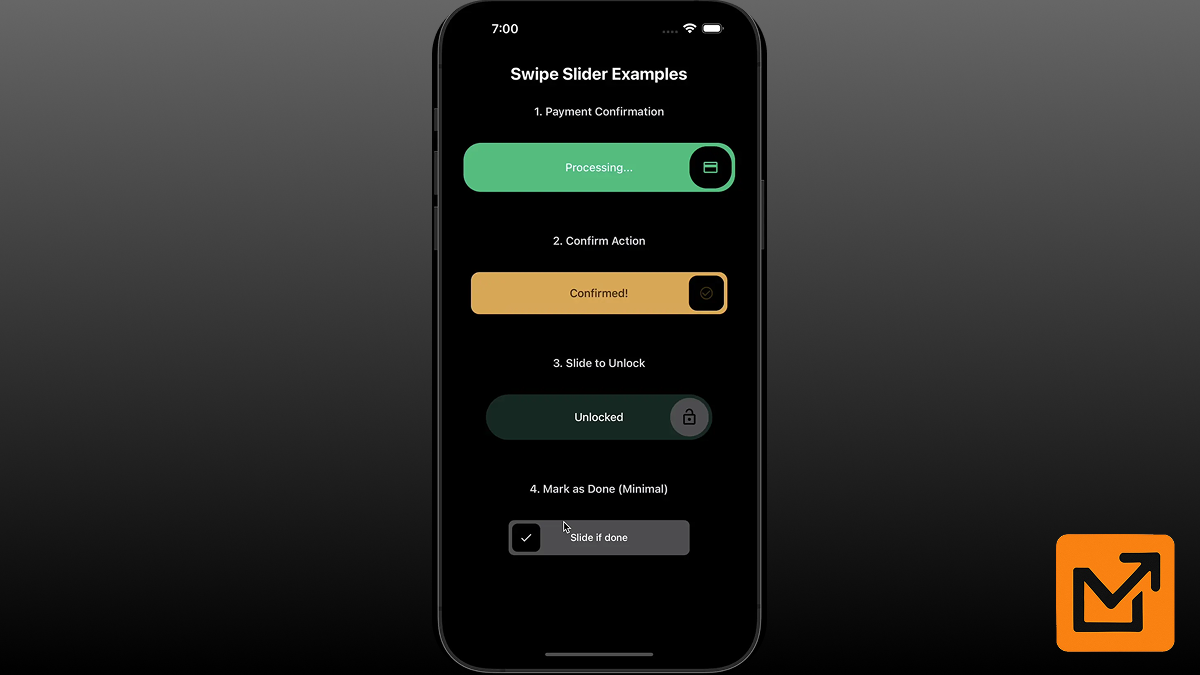 7:00
Swipe Slider Examples
1. Payment Confirmation
Processing...
2. Confirm Action
Confirmed!
3. Slide to Unlock
Unlocked
4. Mark as Done (Minimal)
Slide if done